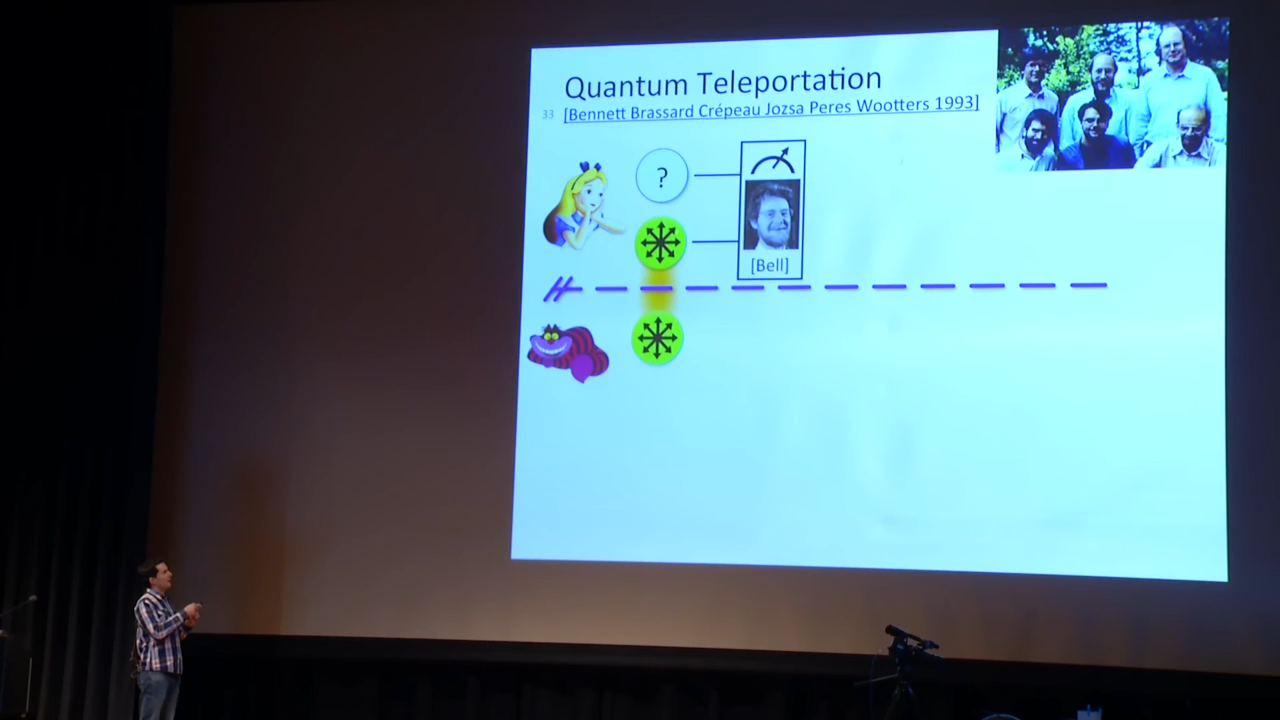 Quantum Teleportation
33 [Bennett Brassard Crépeau Jozsa Peres Wootters 1993]
?
[Bell]